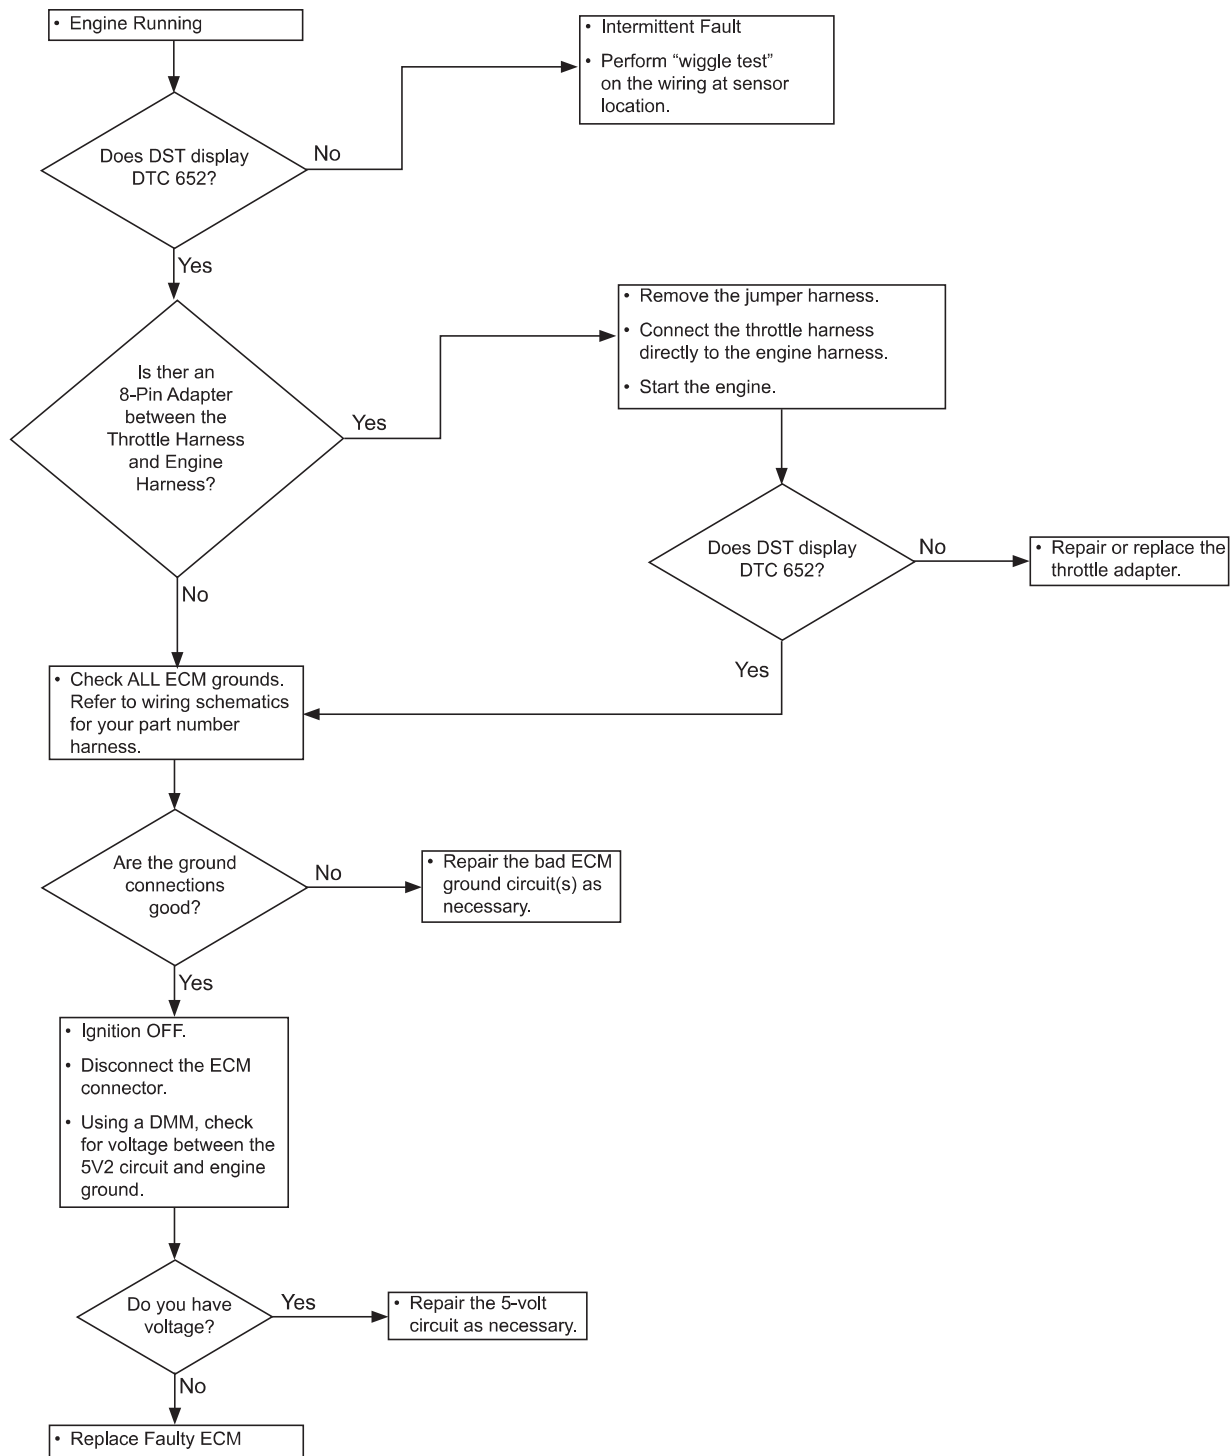 • Engine Running
• Intermittent Fault
• Perform “wiggle test”
on the wiring at sensor
location.
Does DST display
DTC 652?
No
Yes
Is ther an
8-Pin Adapter
between the
Throttle Harness
and Engine
Harness?
Yes
No
• Remove the jumper harness.
• Connect the throttle harness
directly to the engine harness.
• Start the engine.
Does DST display
DTC 652?
No
• Repair or replace the
throttle adapter.
Yes
• Check ALL ECM grounds.
Refer to wiring schematics
for your part number
harness.
Are the ground
connections
good?
No
• Repair the bad ECM
ground circuit(s) as
necessary.
Yes
• Ignition OFF.
• Disconnect the ECM
connector.
• Using a DMM, check
for voltage between the
5V2 circuit and engine
ground.
Do you have
voltage?
Yes
• Repair the 5-volt
circuit as necessary.
No
• Replace Faulty ECM